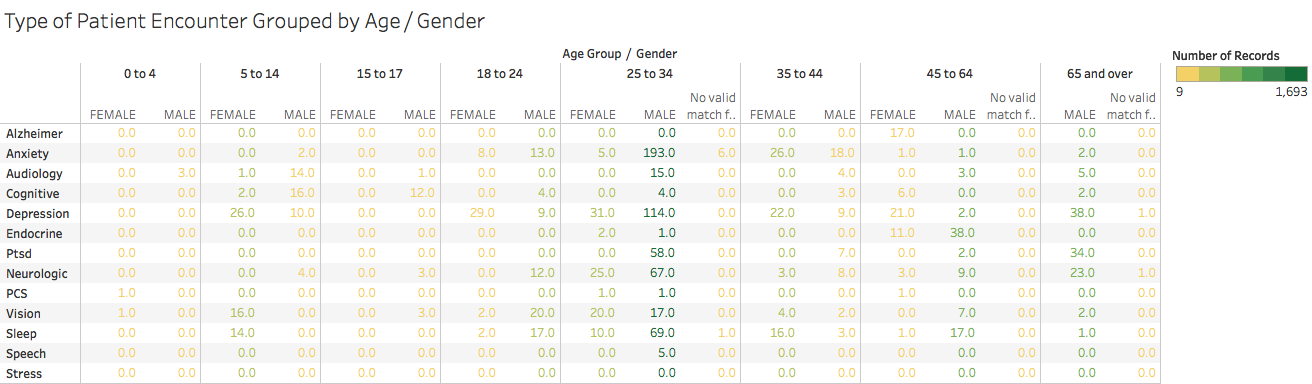 Type of Patient Encounter Grouped by Age / Gender
Age Group / Gender
Number of Records
0 to 4 5 to 14 15 to 17 18 to 24 25 to 34 35 to 44 45 to 64 65 and over
9 1,693
No valid No valid No valid
FEMALE MALE FEMALE MALE FEMALE MALE FEMALE MALE FEMALE MALE match f.. FEMALE MALE FEMALE MALE match f.. MALE match f..
Alzheimer 0.0 0.0 0.0 0.0 0.0 0.0 0.0 0.0 0.0 0.0 0.0 0.0 0.0 17.0 0.0 0.0 0.0 0.0
Anxiety 0.0 0.0 0.0 2.0 0.0 0.0 8.0 13.0 5.0 193.0 6.0 26.0 18.0 1.0 1.0 0.0 2.0 0.0
Audiology 0.0 3.0 1.0 14.0 0.0 1.0 0.0 0.0 0.0 15.0 0.0 0.0 4.0 0.0 3.0 0.0 5.0 0.0
Cognitive 0.0 0.0 2.0 16.0 0.0 12.0 0.0 4.0 0.0 4.0 0.0 0.0 3.0 6.0 0.0 0.0 2.0 0.0
Depression 0.0 0.0 26.0 10.0 0.0 0.0 29.0 9.0 31.0 114.0 0.0 22.0 9.0 21.0 2.0 0.0 38.0 1.0
Endocrine 0.0 0.0 0.0 0.0 0.0 0.0 0.0 0.0 2.0 1.0 0.0 0.0 0.0 11.0 38.0 0.0 0.0 0.0
Ptsd 0.0 0.0 0.0 0.0 0.0 0.0 0.0 0.0 0.0 58.0 0.0 0.0 7.0 0.0 2.0 0.0 34.0 0.0
Neurologic 0.0 0.0 0.0 4.0 0.0 3.0 0.0 12.0 25.0 67.0 0.0 3.0 8.0 3.0 9.0 0.0 23.0 1.0
PCS 1.0 0.0 0.0 0.0 0.0 0.0 0.0 0.0 1.0 1.0 0.0 0.0 0.0 1.0 0.0 0.0 0.0 0.0
Vision 1.0 0.0 16.0 0.0 0.0 3.0 2.0 20.0 20.0 17.0 0.0 4.0 2.0 0.0 7.0 0.0 2.0 0.0
Sleep 0.0 0.0 14.0 0.0 0.0 0.0 2.0 17.0 10.0 69.0 1.0 16.0 3.0 1.0 17.0 0.0 1.0 0.0
Speech 0.0 0.0 0.0 0.0 0.0 0.0 0.0 0.0 0.0 5.0 0.0 0.0 0.0 0.0 0.0 0.0 0.0 0.0
Stress 0.0 0.0 0.0 0.0 0.0 0.0 0.0 0.0 0.0 0.0 0.0 0.0 0.0 0.0 0.0 0.0 0.0 0.0